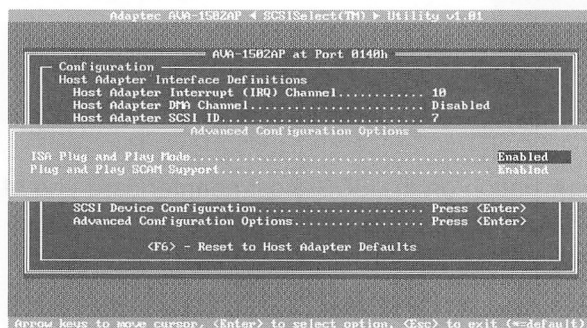 Adaptec AVA-1502AP ◄ SCSISelect(TM) ► Utility v1.01
AVA-1502AP at Port 0140h
Configuration
Host Adapter Interface Definitions
Host Adapter Interrupt (IRQ) Channel............ 10
Host Adapter DMA Channel........................ Disabled
Host Adapter SCSI ID............................ 7
Advanced Configuration Options
ISA Plug and Play Mode........................................ Enabled
Plug and Play SCAM Support.................................... Enabled
SCSI Device Configuration....................... Press <Enter>
Advanced Configuration Options.................. Press <Enter>
<F6> - Reset to Host Adapter Defaults
Arrow keys to move cursor, <Enter> to select option, <Esc> to exit (*=default)